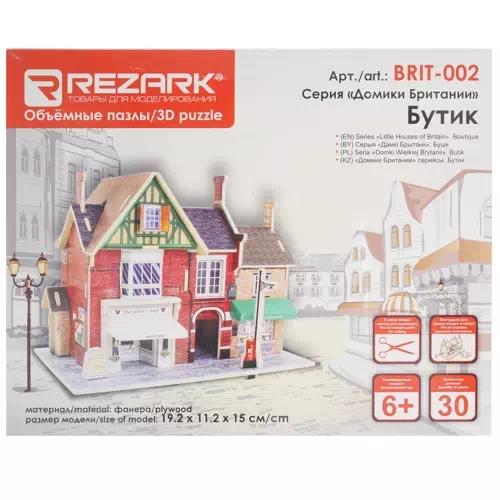 REZARK
ТОВАРЫ ДЛЯ МОДЕЛИРОВАНИЯ
Объёмные пазлы/3D puzzle
Арт./art.: BRIT-002
Серия «Домики Британии»
Бутик
(EN) Series «Little Houses of Britain». Boutique
(BY) Серыя «Дамкі Брытаніі». Буцік
(PL) Seria «Domki Wielkiej Brytanii». Butik
(KZ) «Домики Британии» сериясы. Бутик
6+
30
материал/material: фанера/plywood
размер модели/size of model: 19.2 x 11.2 x 15 см/cm